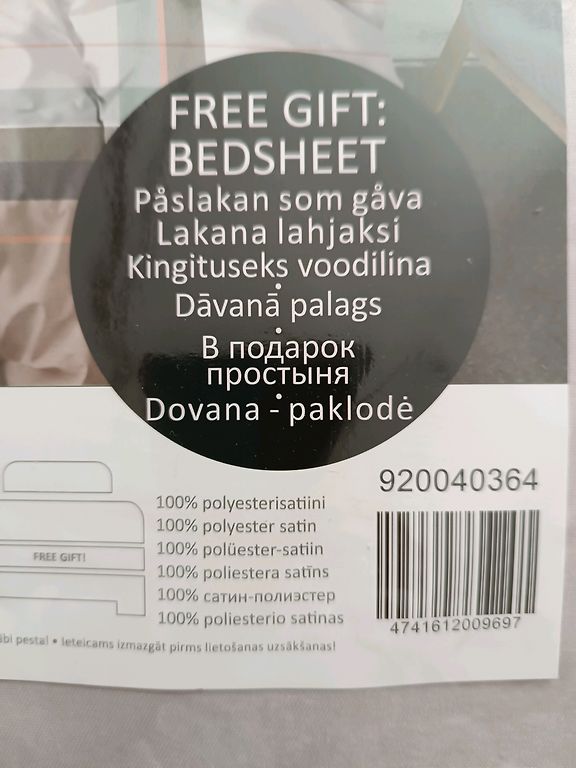 FREE GIFT:
BEDSHEET
Påslakan som gåva
Lakana lahjaksi
Kingituseks voodilina
•
Dāvanā palags
•
В подарок
простыня
•
Dovana - paklodė
920040364
100% polyesterisatiini
100% polyester satin
100% polüester-satiin
100% poliestera satīns
100% сатин-полиэстер
100% poliesterio satinas
FREE GIFT!
4741612009697
pesta! • Ieteicams izmazgāt pirms lietošanas uzsākšanas!